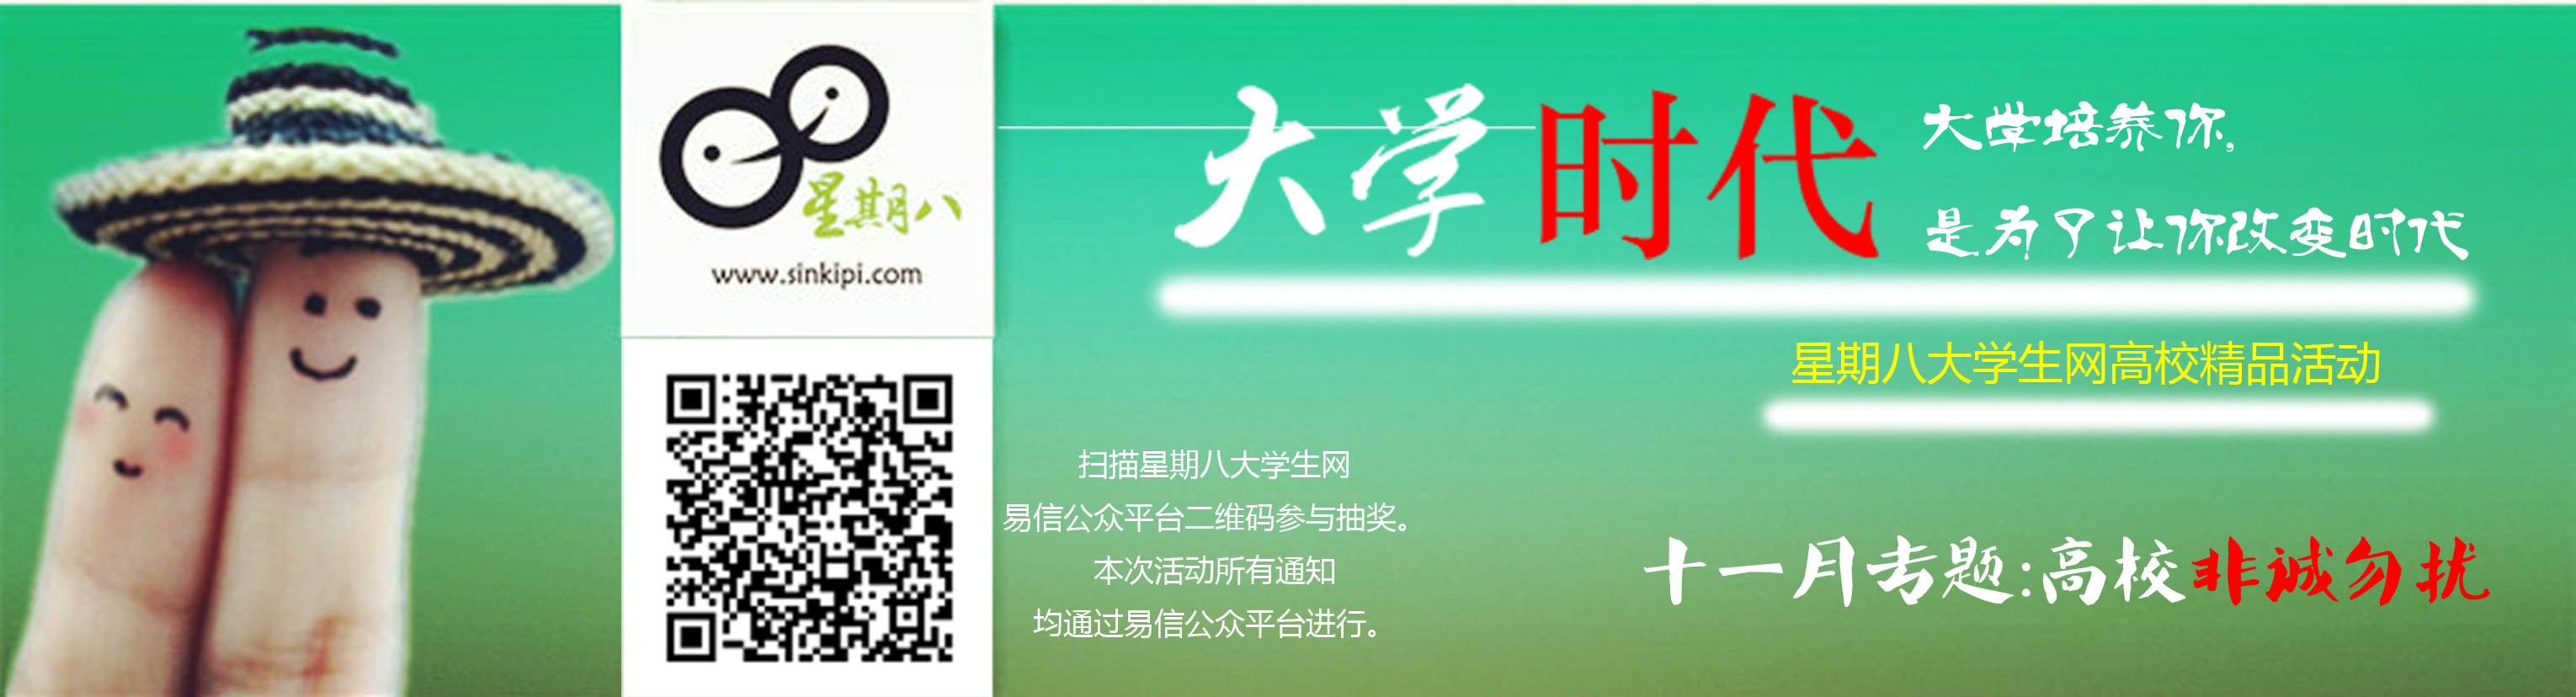 星期八
www.sinkipi.com
大学时代
大学培养你,
是为了让你改变时代
星期八大学生网高校精品活动
扫描星期八大学生网
易信公众平台二维码参与抽奖。
本次活动所有通知
均通过易信公众平台进行。
十一月专题:高校非诚勿扰